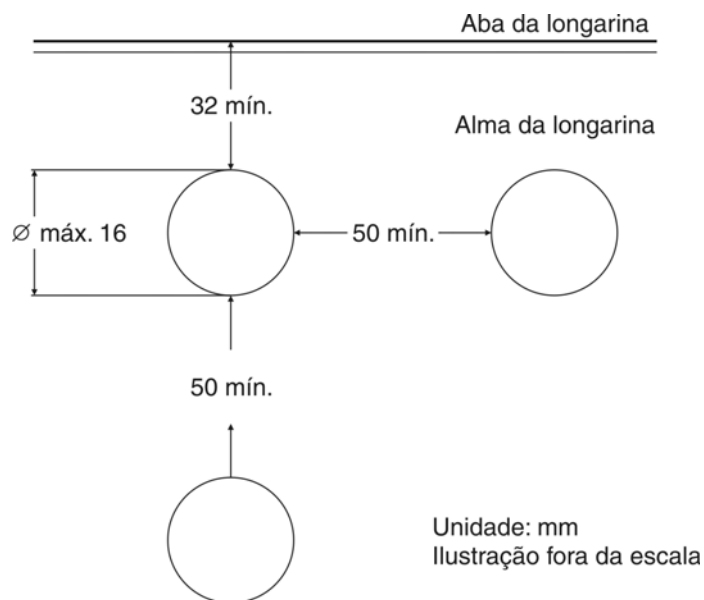 Aba da longarina
32 mín.
Alma da longarina
∅ máx. 16
50 mín.
50 mín.
Unidade: mm
Ilustração fora da escala